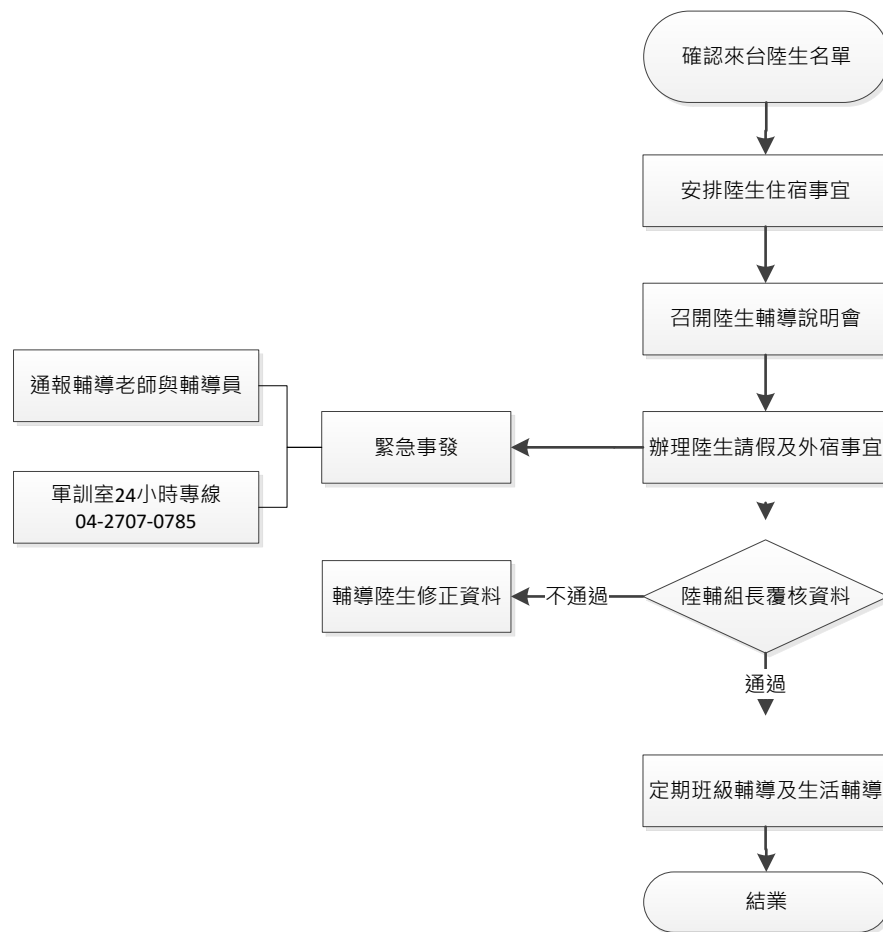 確認來台陸生名單
安排陸生住宿事宜
召開陸生輔導說明會
通報輔導老師與輔導員
緊急事發
辦理陸生請假及外宿事宜
軍訓室24小時專線
04-2707-0785
輔導陸生修正資料
不通過
陸輔組長覆核資料
通過
定期班級輔導及生活輔導
結業